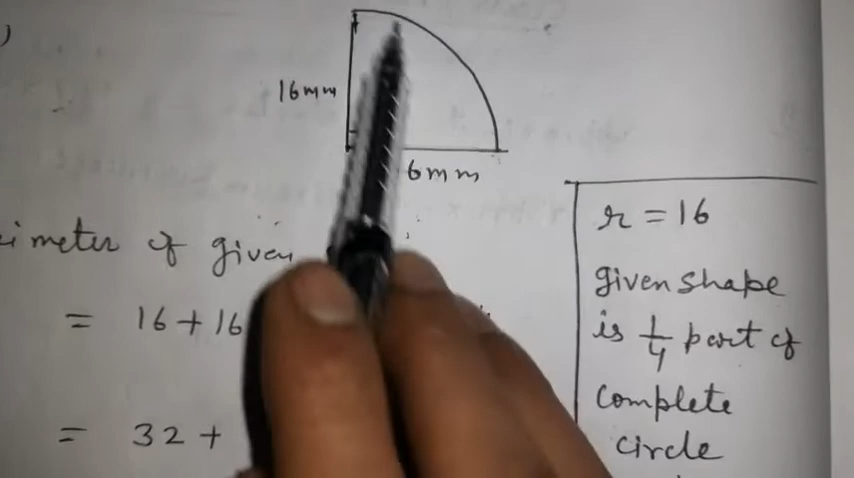 )
16mm
6mm
r = 16
imeter of given
given shape
= 16 + 16
is 1/4 part of
complete
= 32 +
circle